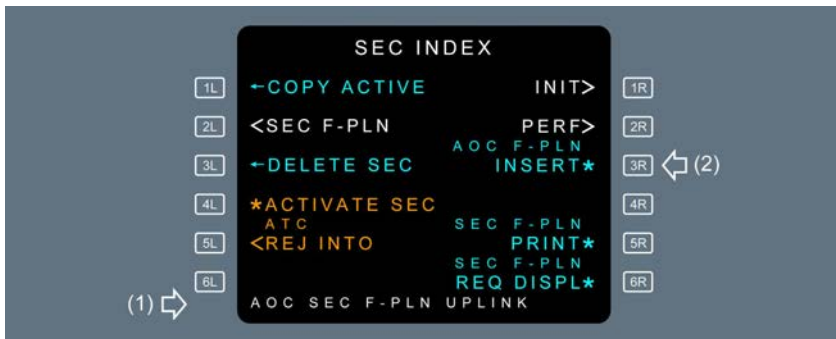 SEC INDEX
1L ←COPY ACTIVE INIT> 1R
2L <SEC F-PLN PERF> 2R
AOC F-PLN
3L ←DELETE SEC INSERT* 3R (2)
4L *ACTIVATE SEC 4R
ATC SEC F-PLN
5L <REJ INTO PRINT* 5R
SEC F-PLN
6L REQ DISPL* 6R
(1) AOC SEC F-PLN UPLINK